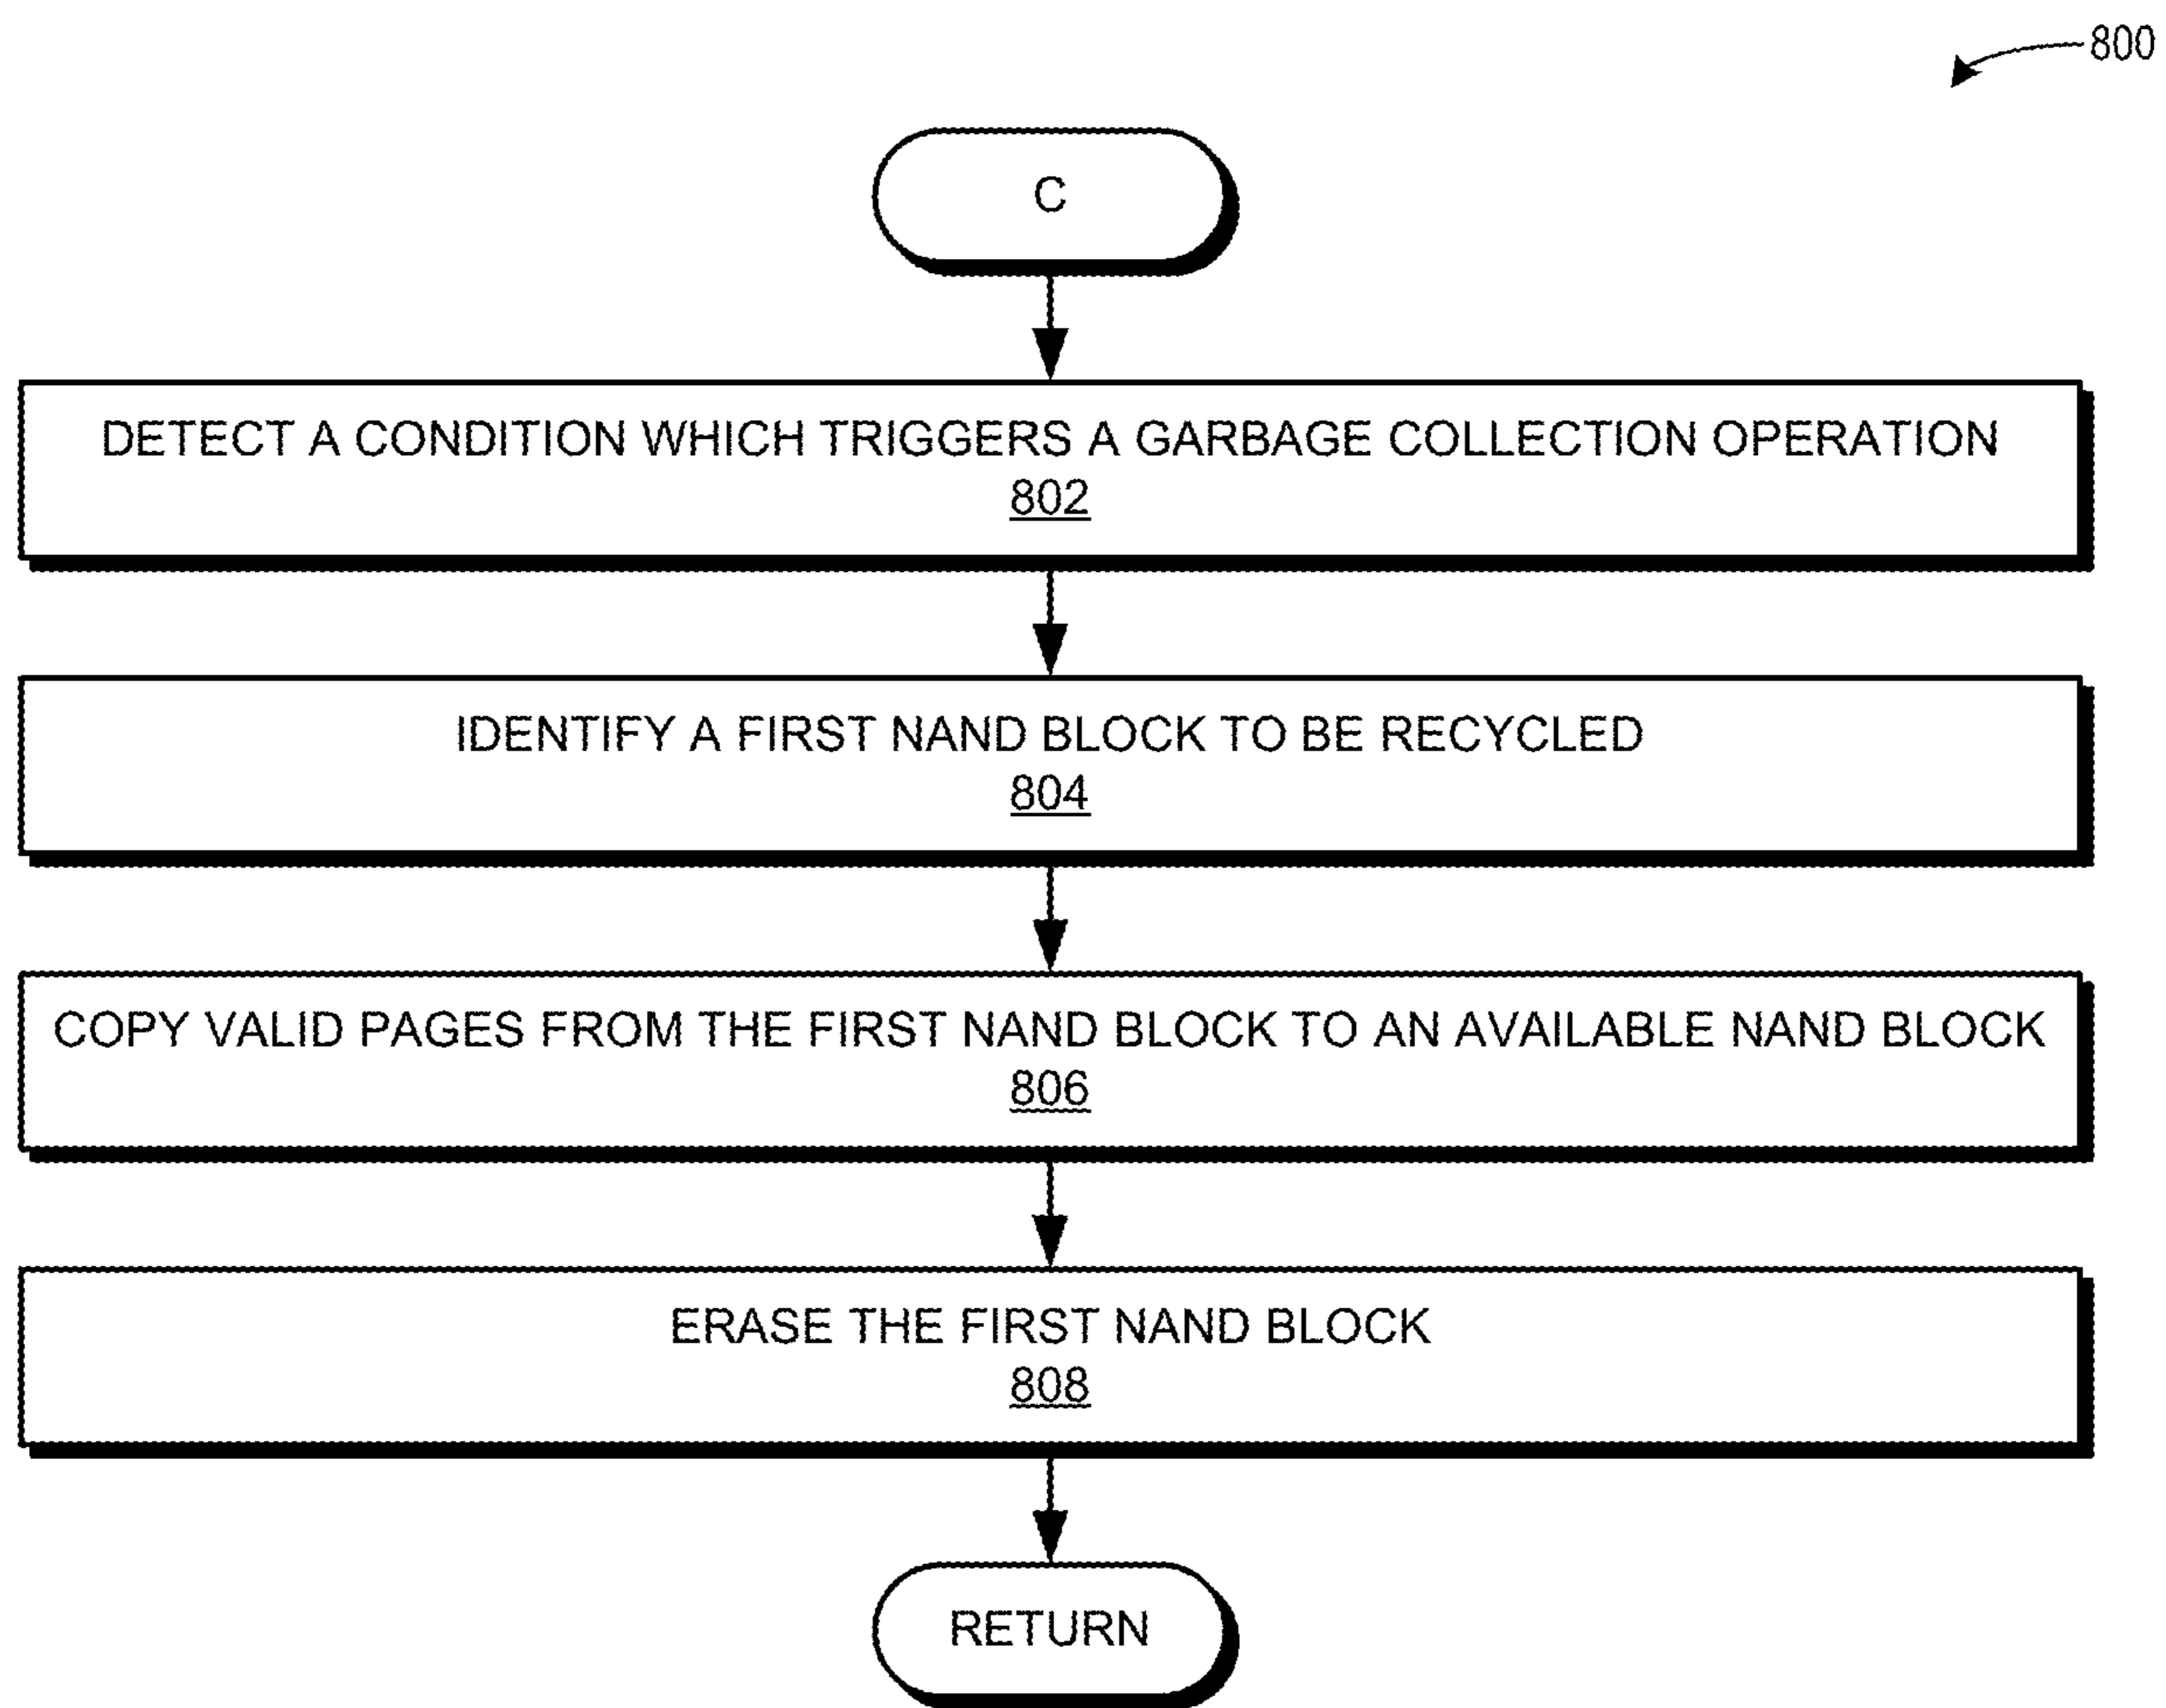 800
C
DETECT A CONDITION WHICH TRIGGERS A GARBAGE COLLECTION OPERATION
802
IDENTIFY A FIRST NAND BLOCK TO BE RECYCLED
804
COPY VALID PAGES FROM THE FIRST NAND BLOCK TO AN AVAILABLE NAND BLOCK
806
ERASE THE FIRST NAND BLOCK
808
RETURN